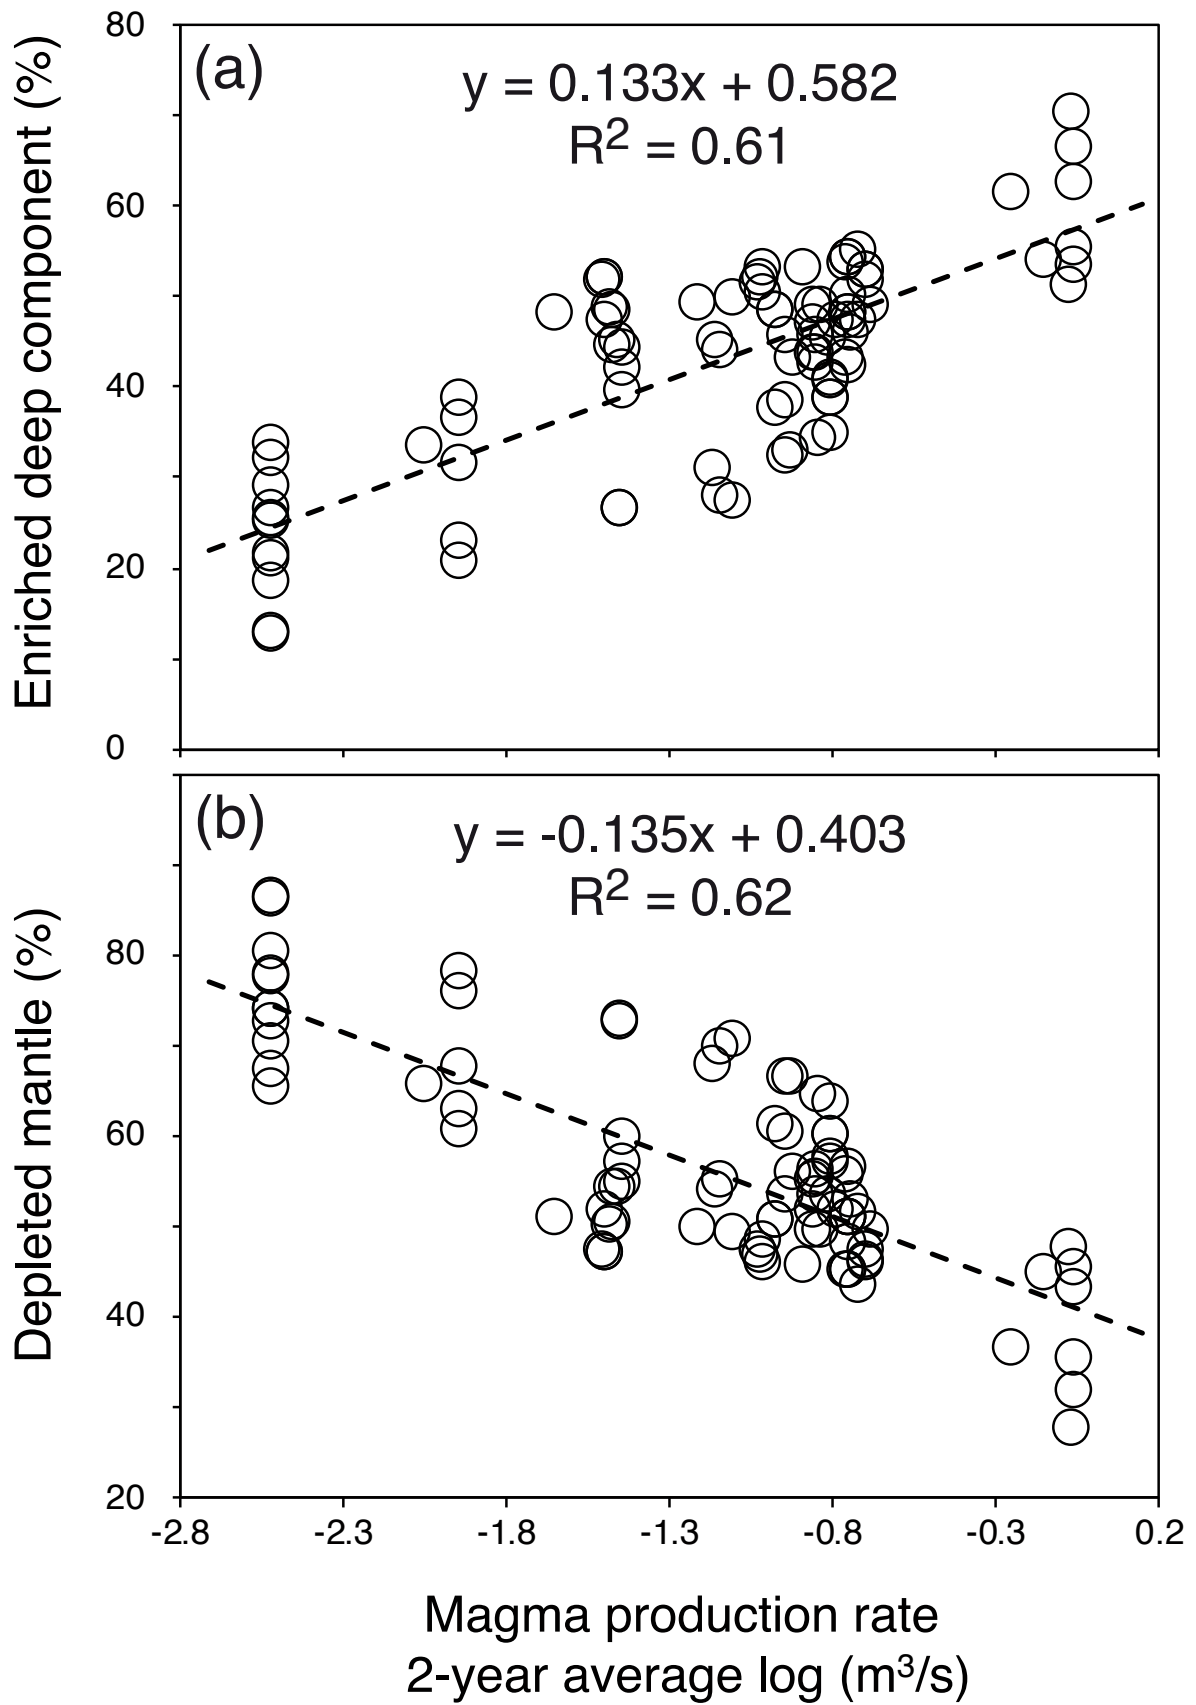 (a)
y = 0.133x + 0.582
R² = 0.61
Enriched deep component (%)
80
60
40
20
0
(b)
y = -0.135x + 0.403
R² = 0.62
Depleted mantle (%)
80
60
40
20
-2.8 -2.3 -1.8 -1.3 -0.8 -0.3 0.2
Magma production rate
2-year average log (m³/s)